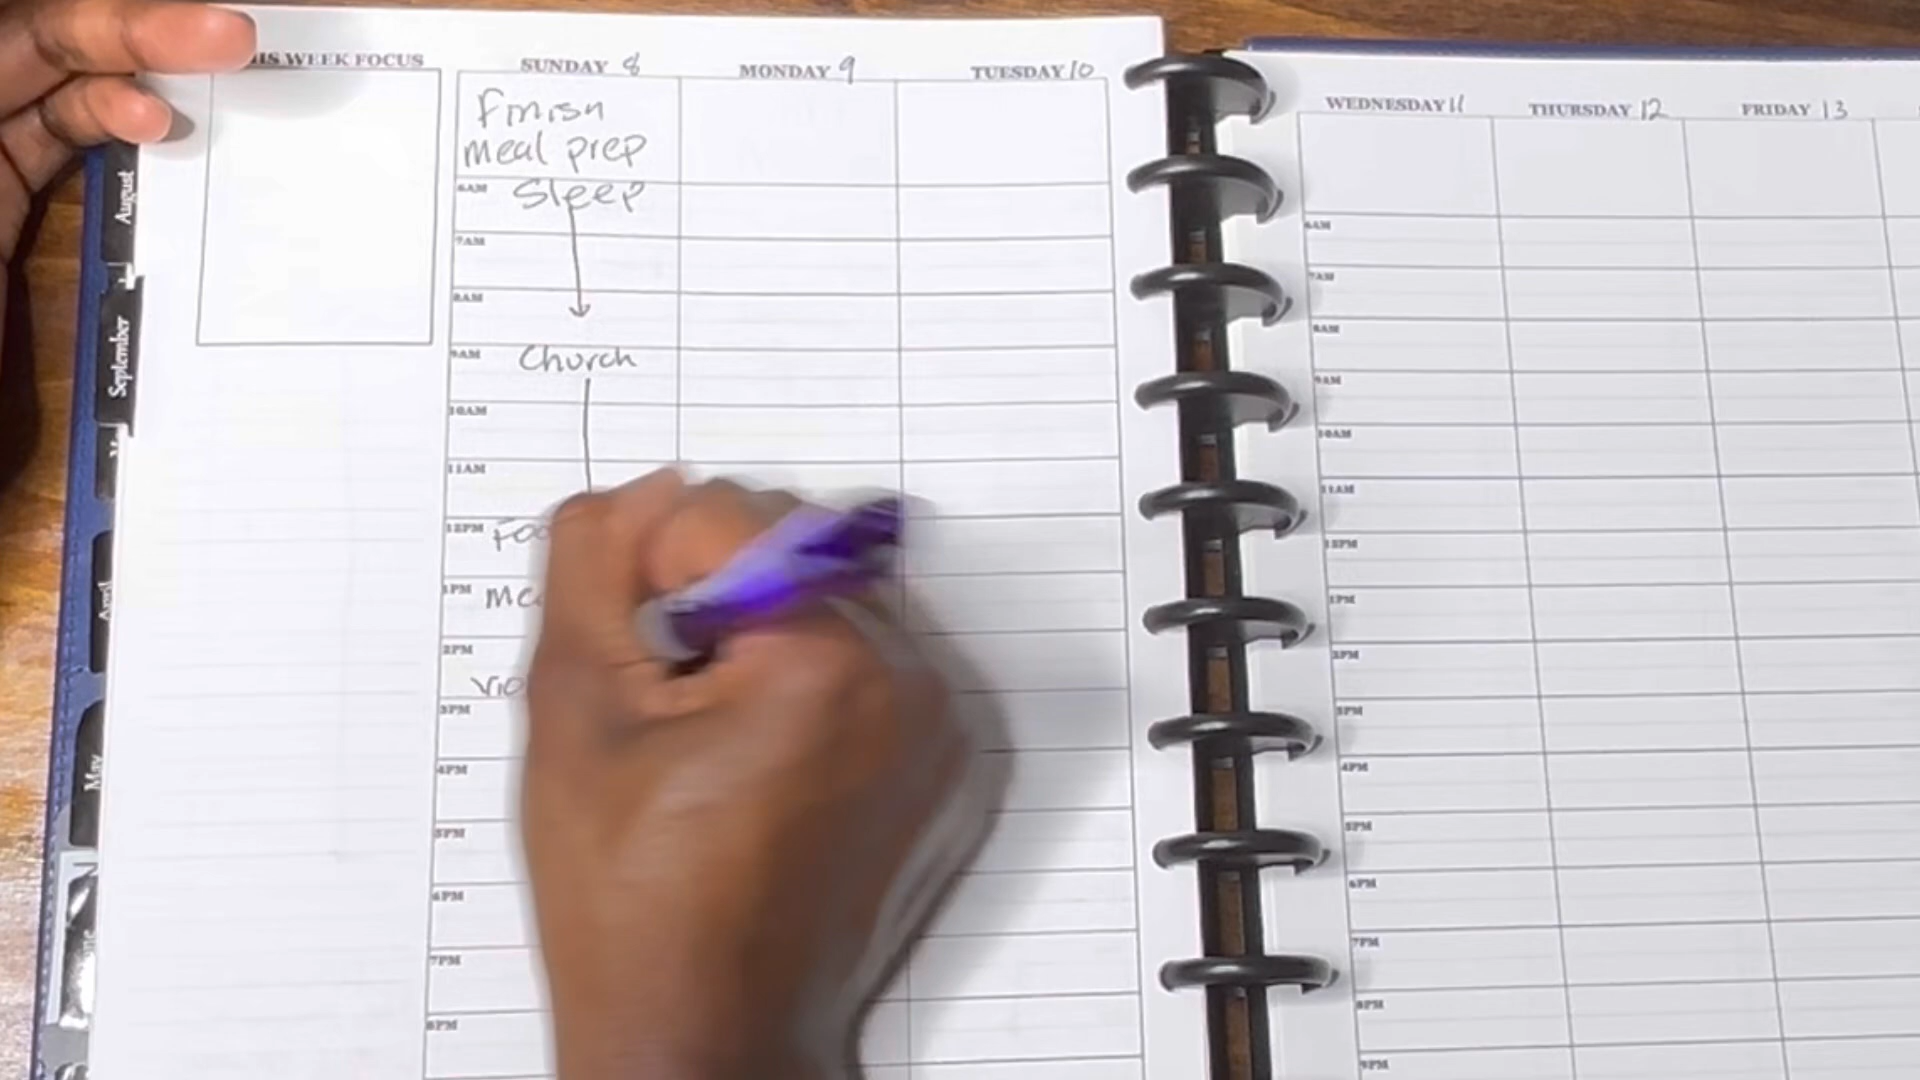 THIS WEEK FOCUS
SUNDAY 8
MONDAY 9
TUESDAY 10
Finish
meal prep
6AM Sleep
7AM
8AM
9AM Church
10AM
11AM
12PM Foo
1PM
2PM
Vio
3PM
4PM
5PM
6PM
7PM
8PM
WEDNESDAY 11
THURSDAY 12
FRIDAY 13
6AM
7AM
8AM
9AM
10AM
11AM
12PM
1PM
2PM
3PM
4PM
5PM
6PM
7PM
8PM
9PM
August
September
April
May